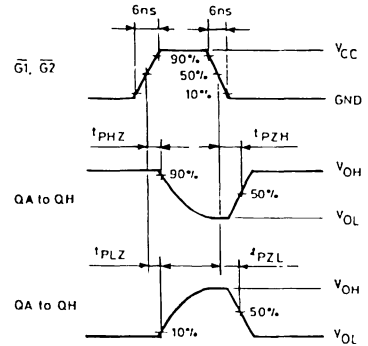 6ns 6ns
G1, G2
90%
50%
10%
VCC
GND
tPHZ tPZH
QA to QH
90%
50%
VOH
VOL
tPLZ tPZL
QA to QH
10%
50%
VOH
VOL